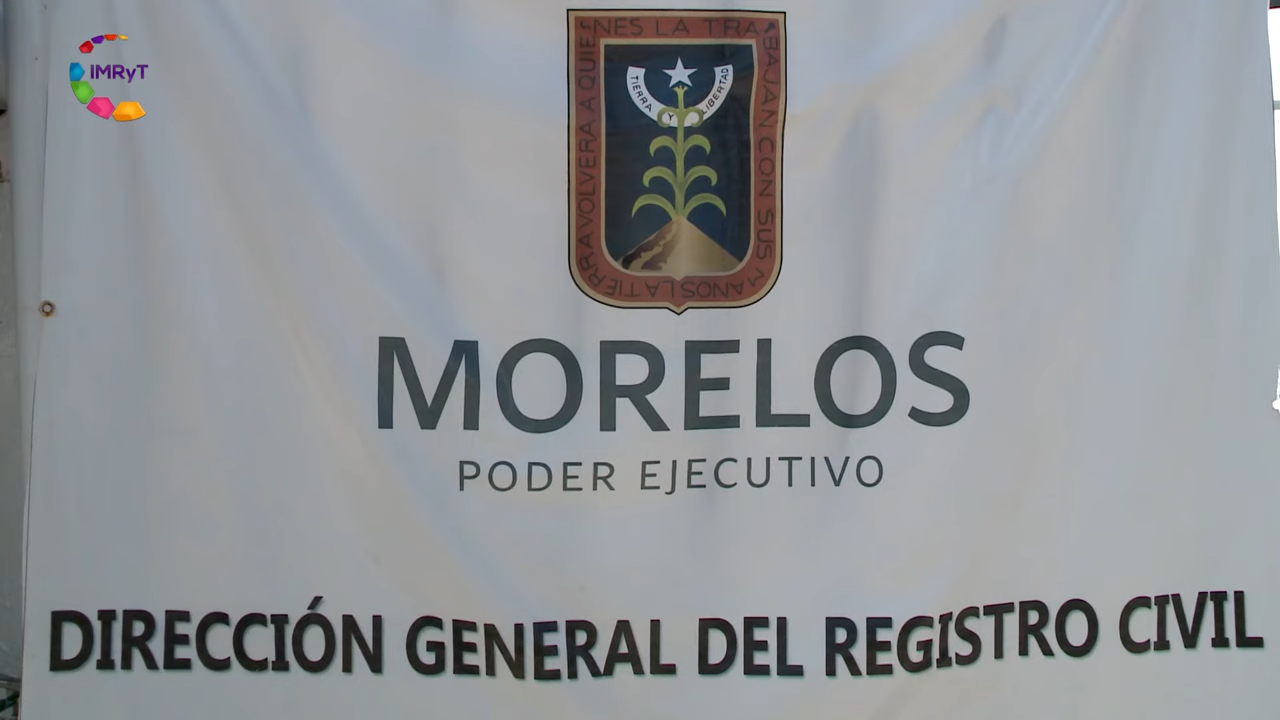 IMRyT
LA TIERRA VOLVERA A QUIENES LA TRABAJAN CON SUS MANOS
TIERRA Y LIBERTAD
MORELOS
PODER EJECUTIVO
DIRECCIÓN GENERAL DEL REGISTRO CIVIL